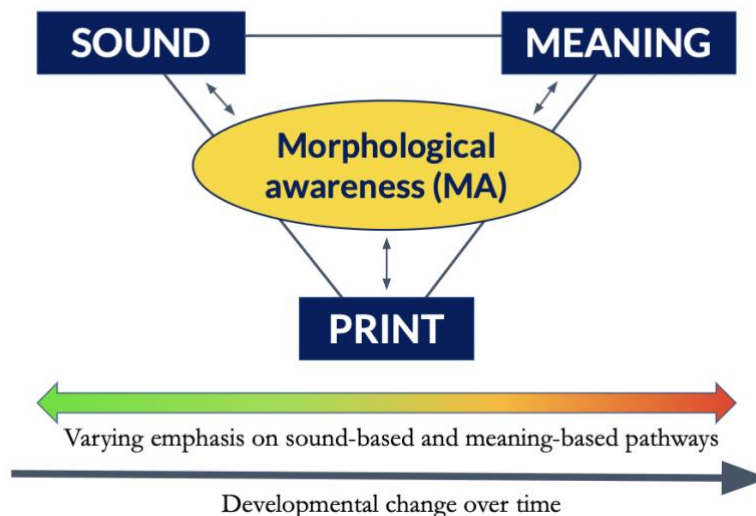 SOUND
MEANING
Morphological
awareness (MA)
PRINT
Varying emphasis on sound-based and meaning-based pathways
Developmental change over time